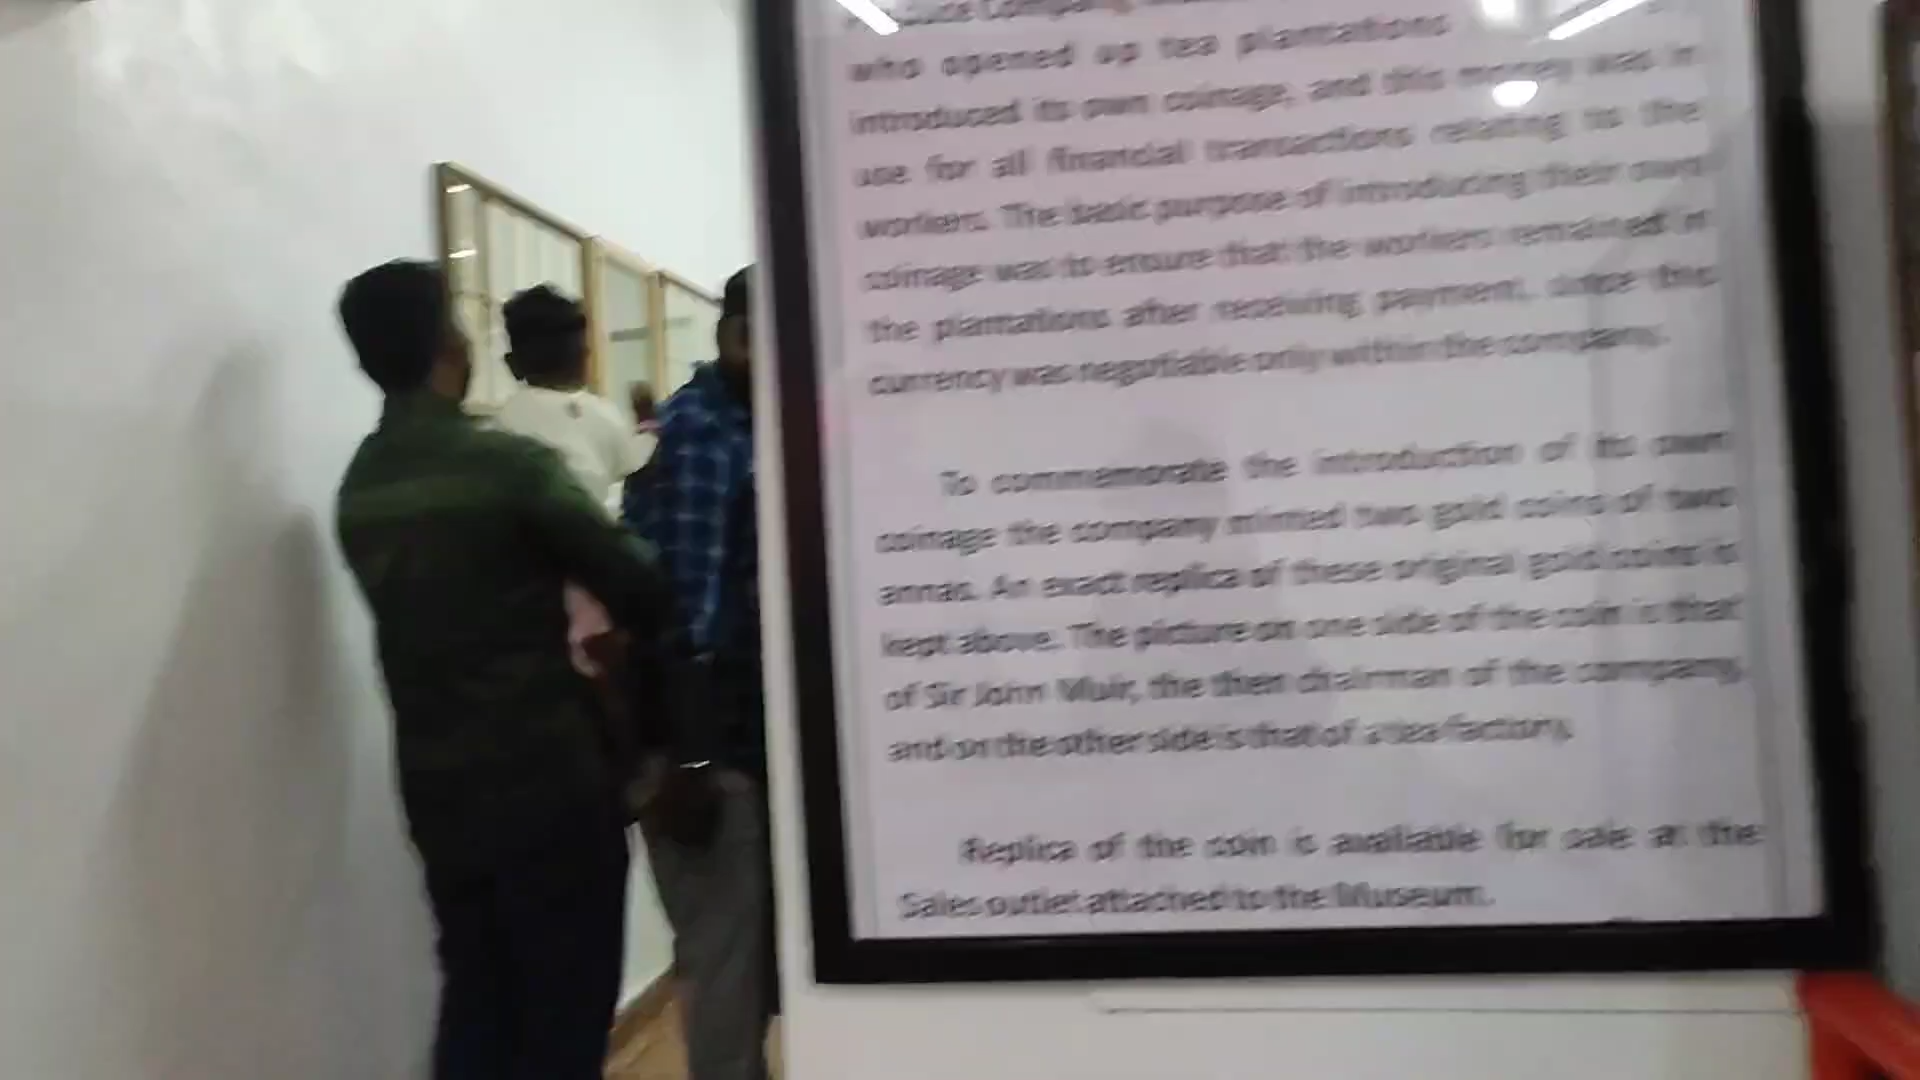 Produce Company
who opened up tea plantations
introduced its own coinage, and this money was in
use for all financial transactions relating to the
workers. The basic purpose of introducing their own
coinage was to ensure that the workers remained in
the plantations after receiving payment, since this
currency was negotiable only within the company.
To commemorate the introduction of its own
coinage the company minted two gold coins of two
annas. An exact replica of these original gold coins is
kept above. The picture on one side of the coin is that
of Sir John Muir, the then chairman of the company,
and on the other side is that of a tea factory.
Replica of the coin is available for sale at the
Sales outlet attached to the Museum.